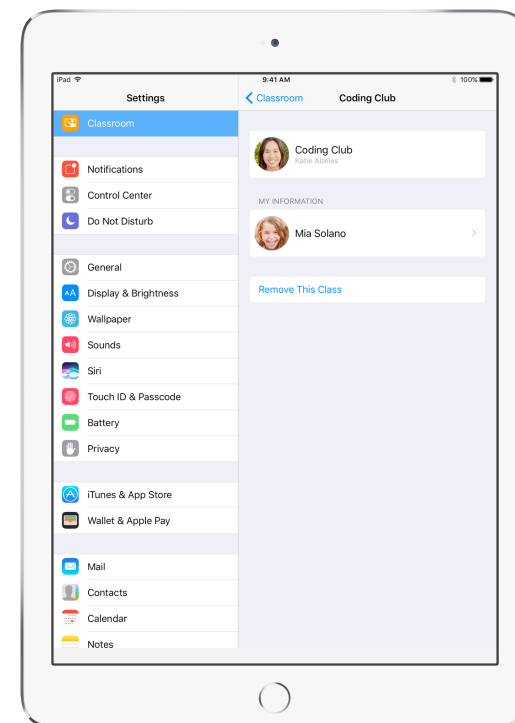 iPad
9:41 AM
100%
Settings
Classroom
Coding Club
Classroom
Notifications
Control Center
Do Not Disturb
General
AA
Display & Brightness
Wallpaper
Sounds
Siri
Touch ID & Passcode
Battery
Privacy
iTunes & App Store
Wallet & Apple Pay
Mail
Contacts
Calendar
Notes
Coding Club
Katie Abeles
MY INFORMATION
Mia Solano
Remove This Class